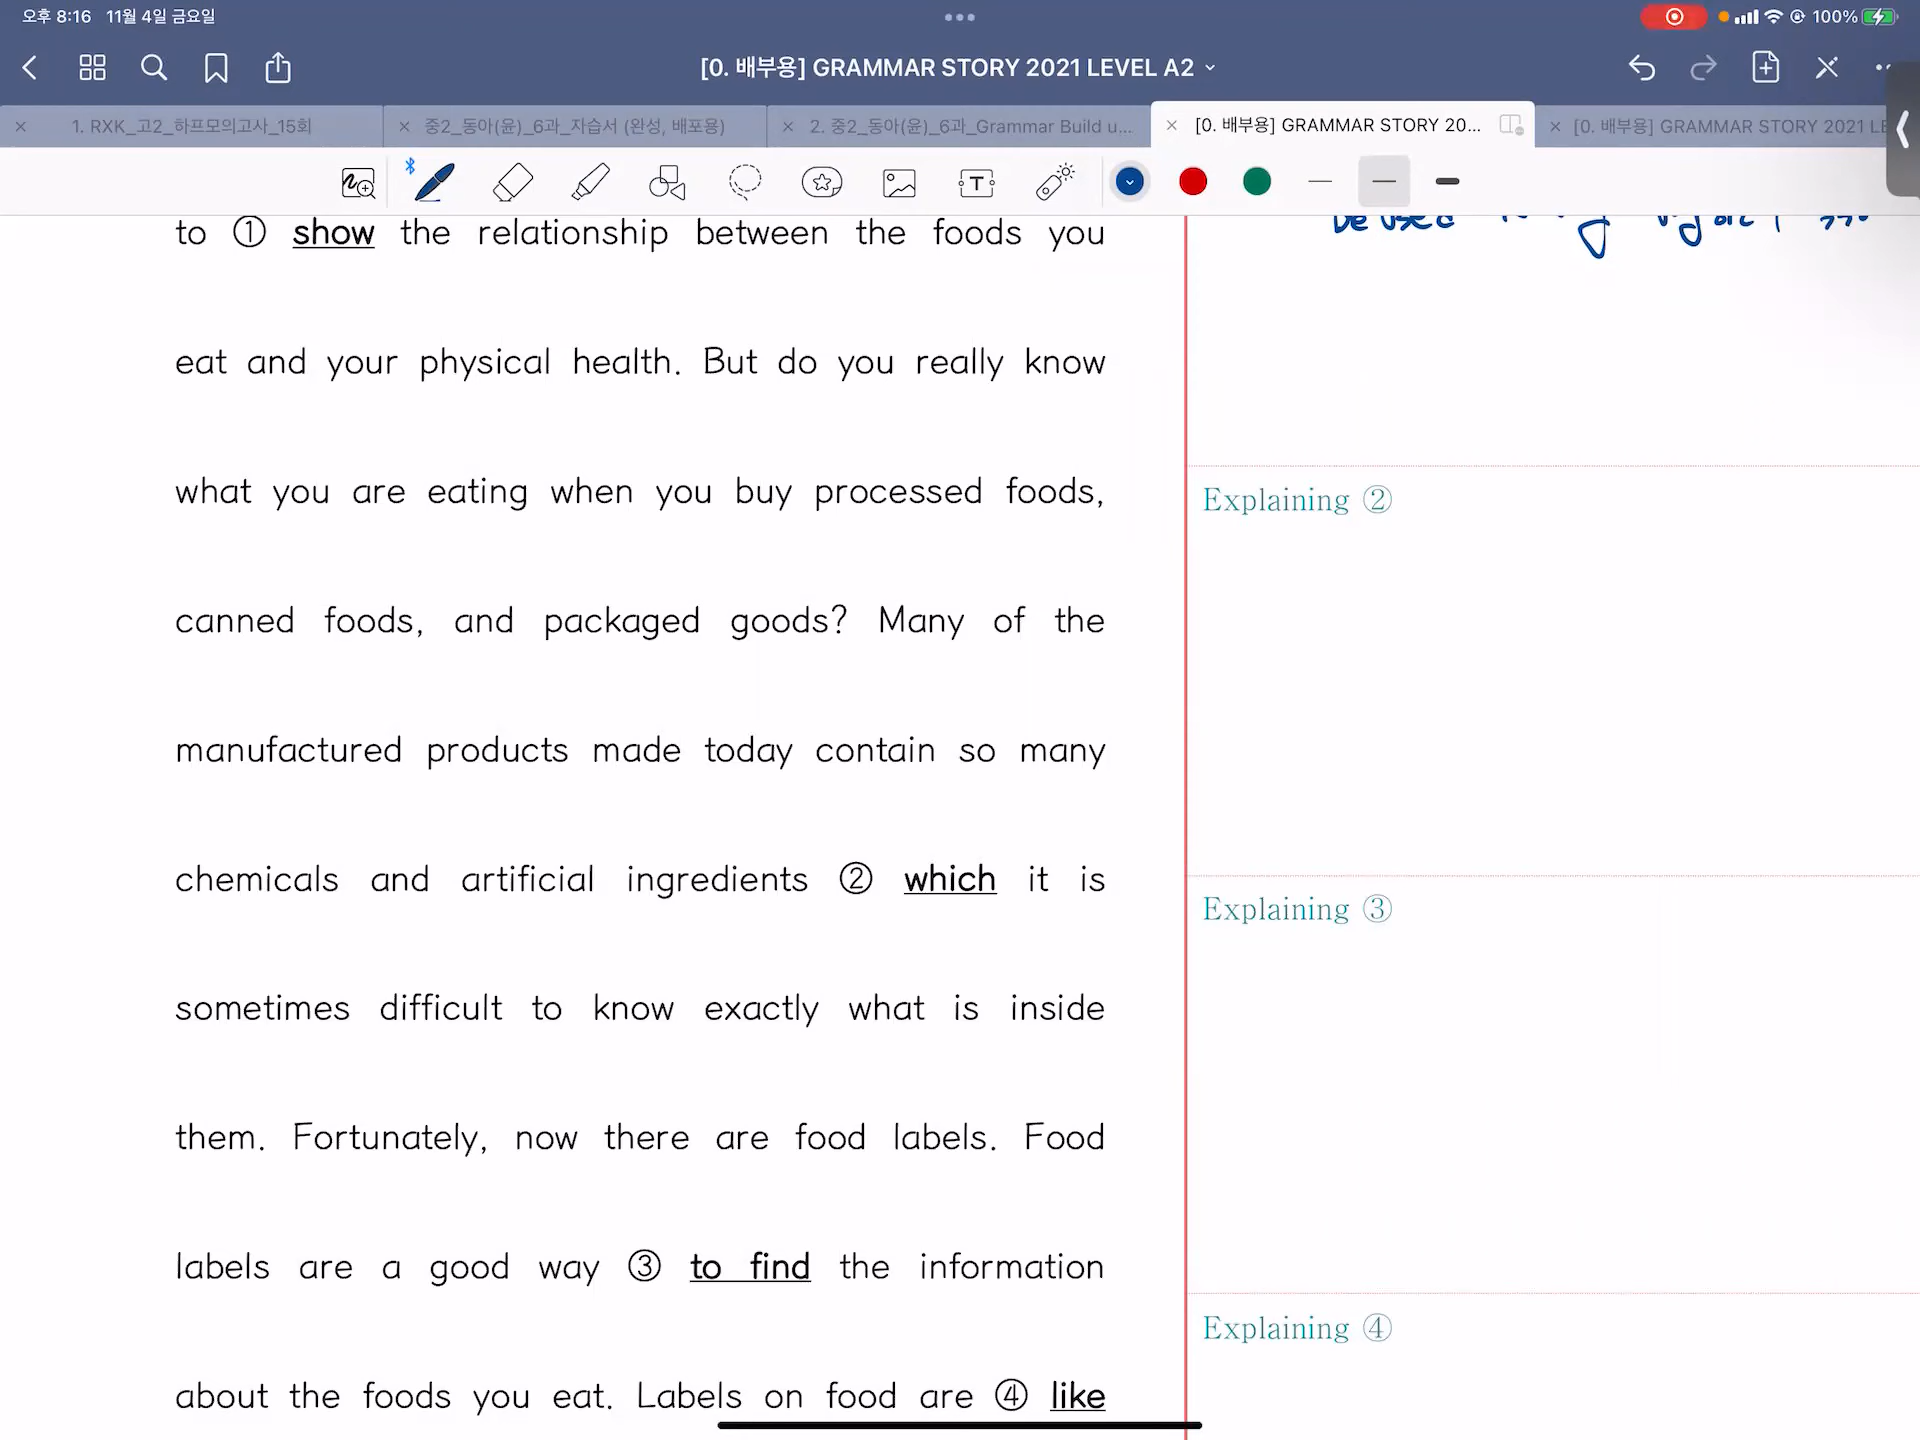 오후 8:16 11월 4일 금요일
100%
[0. 배부용] GRAMMAR STORY 2021 LEVEL A2
1. RXK_고2_하프모의고사_15회
중2_동아(윤)_6과_자습서 (완성, 배포용)
2. 중2_동아(윤)_6과_Grammar Build u...
[0. 배부용] GRAMMAR STORY 20...
[0. 배부용] GRAMMAR STORY 2021 LE
to ① show the relationship between the foods you
be used
eat and your physical health. But do you really know
what you are eating when you buy processed foods,
Explaining ②
canned foods, and packaged goods? Many of the
manufactured products made today contain so many
chemicals and artificial ingredients ② which it is
Explaining ③
sometimes difficult to know exactly what is inside
them. Fortunately, now there are food labels. Food
labels are a good way ③ to find the information
Explaining ④
about the foods you eat. Labels on food are ④ like